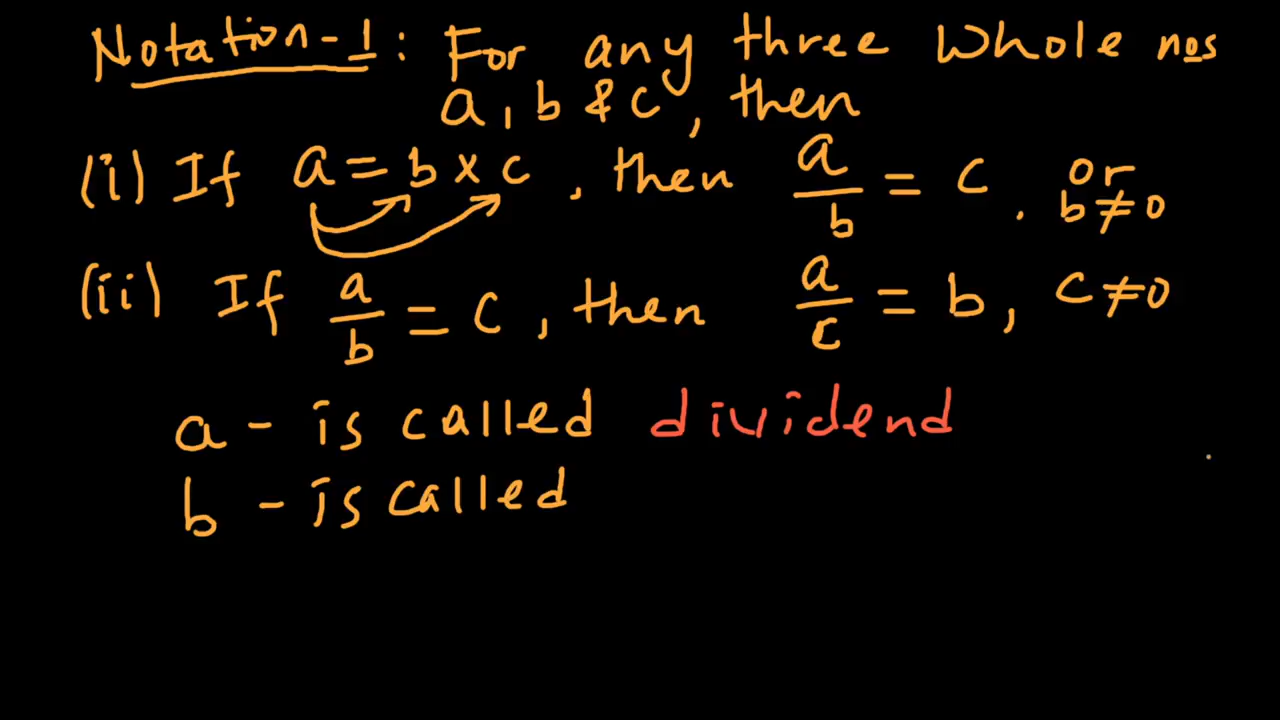 Notation-1: For any three whole nos
a, b & c, then
(i) If a = b × c, then a/b = c. or b ≠ 0
(ii) If a/b = c, then a/c = b, c ≠ 0
a - is called dividend
b - is called